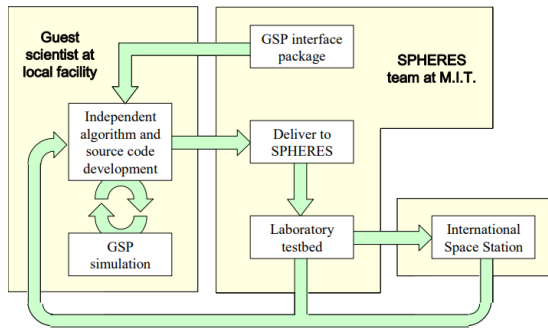 Guest
scientist at
local facility
GSP interface
package
SPHERES
team at M.I.T.
Independent
algorithm and
source code
development
Deliver to
SPHERES
GSP
simulation
Laboratory
testbed
International
Space Station